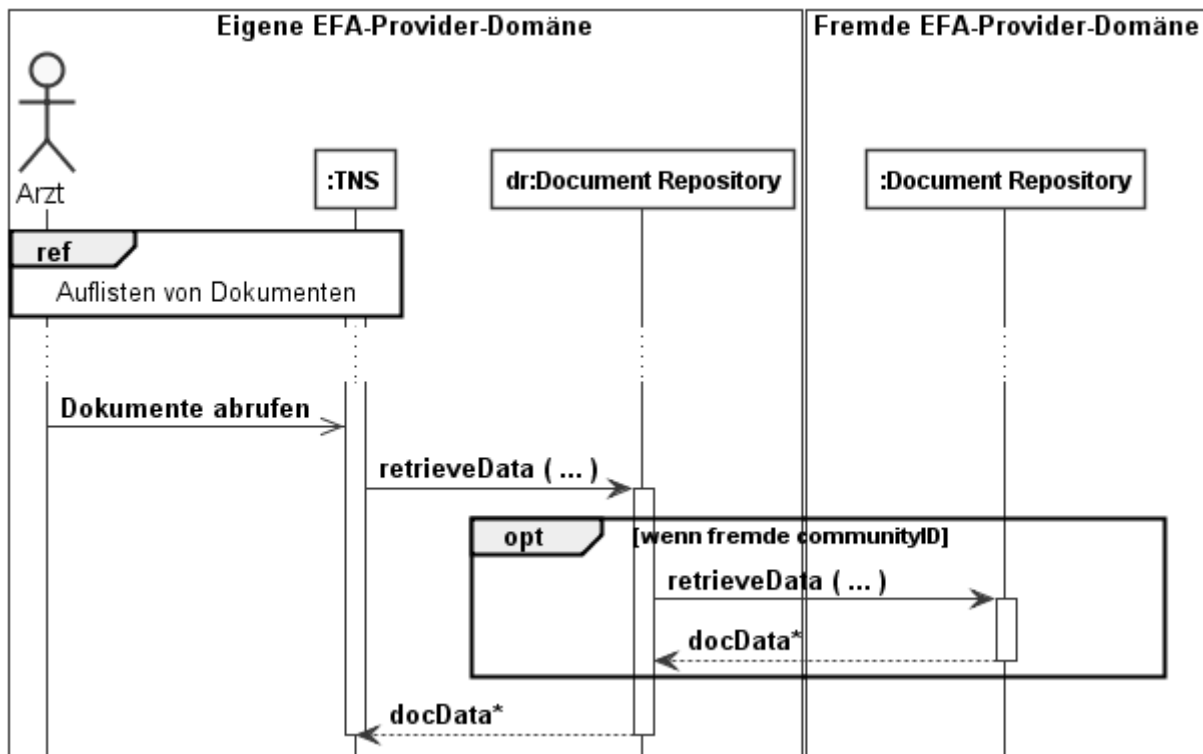 Eigene EFA-Provider-Domäne
Fremde EFA-Provider-Domäne
Arzt
:TNS
dr:Document Repository
:Document Repository
ref
Auflisten von Dokumenten
Dokumente abrufen
retrieveData ( ... )
opt
[wenn fremde communityID]
retrieveData ( ... )
docData*
docData*